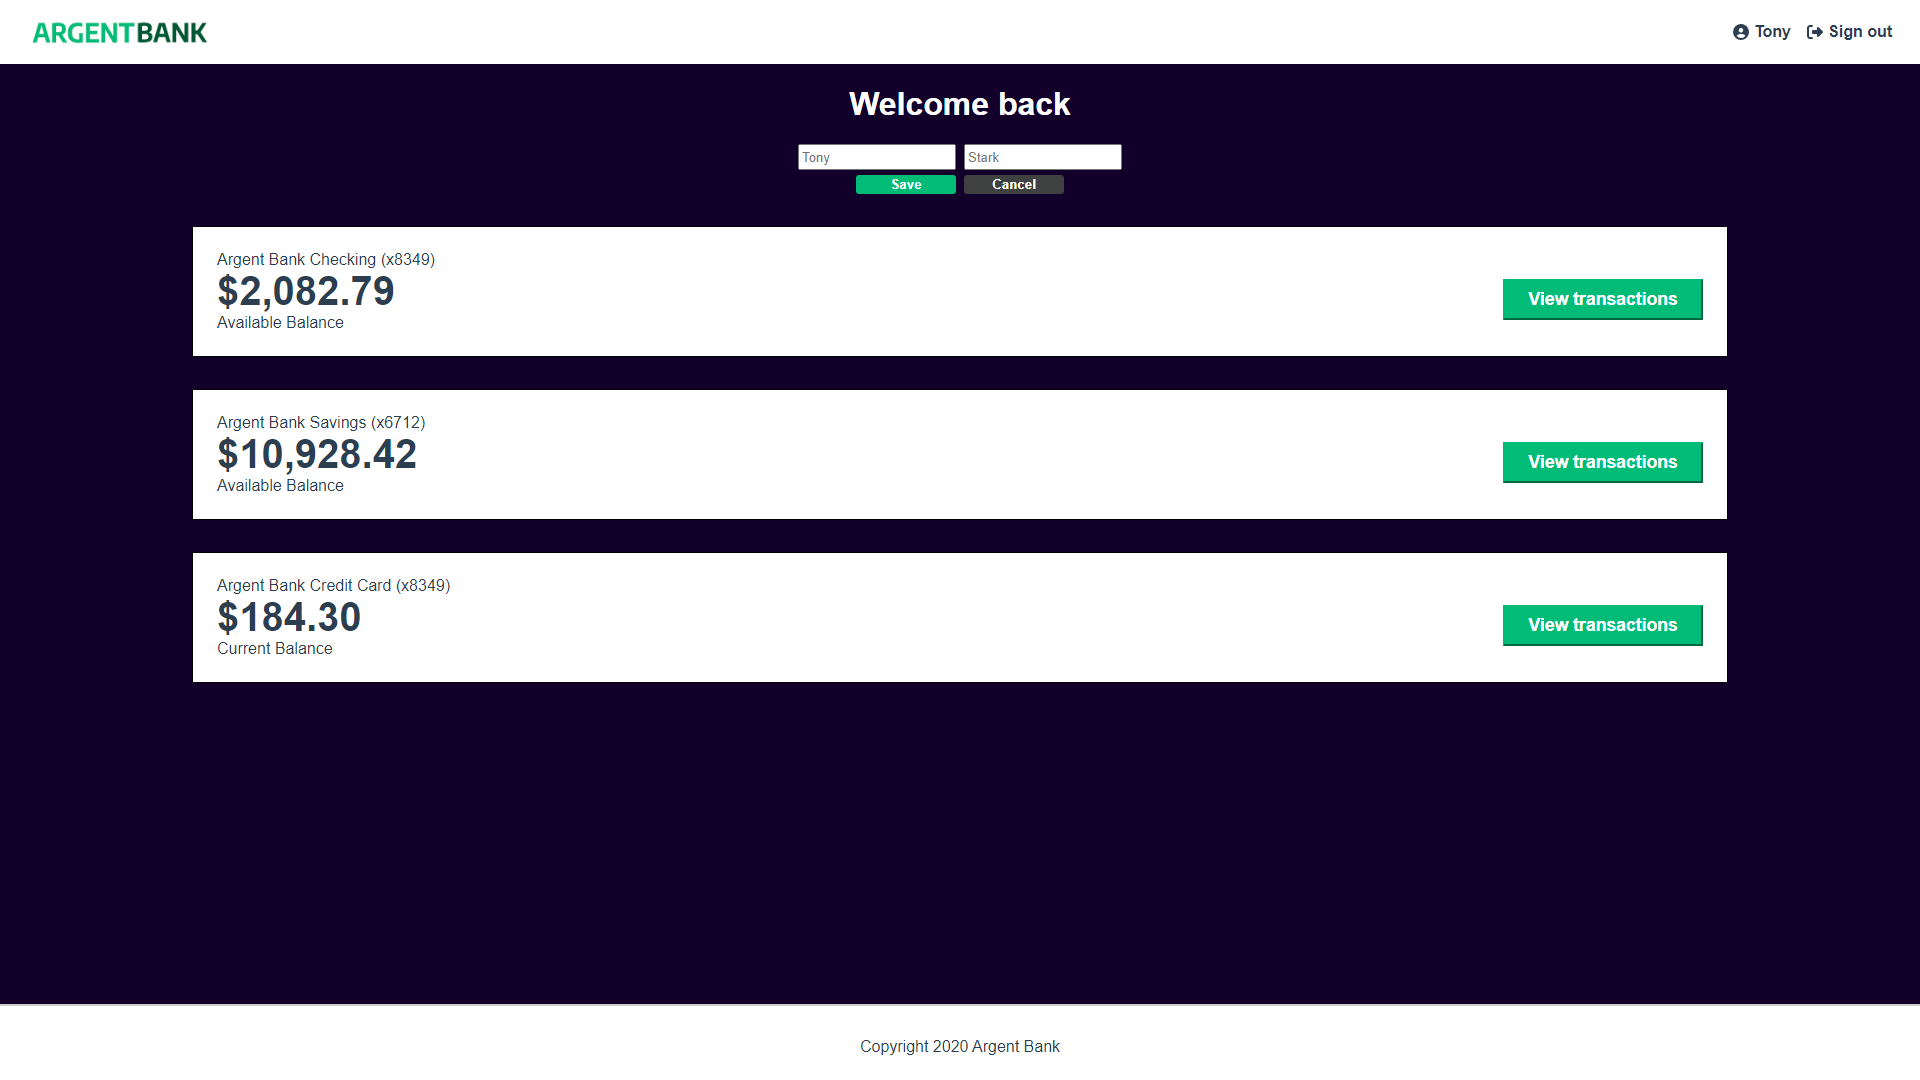 ARGENTBANK
Tony Sign out
Welcome back
Tony Stark
Save Cancel
Argent Bank Checking (x8349)
$2,082.79
Available Balance
View transactions
Argent Bank Savings (x6712)
$10,928.42
Available Balance
View transactions
Argent Bank Credit Card (x8349)
$184.30
Current Balance
View transactions
Copyright 2020 Argent Bank